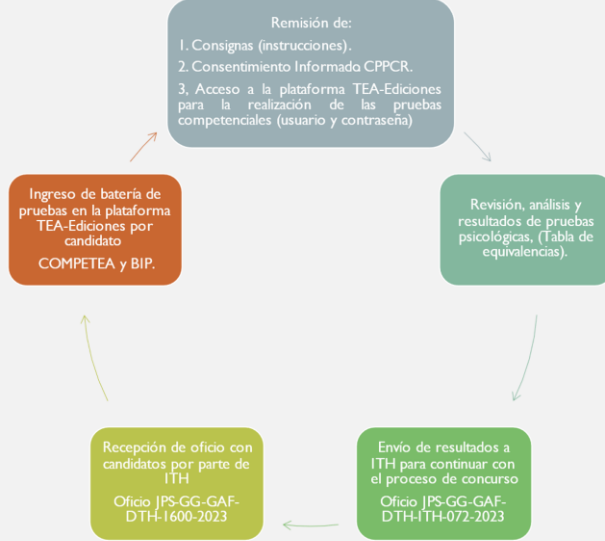 Remisión de:
1. Consignas (instrucciones).
2. Consentimiento Informado CPPCR.
3, Acceso a la plataforma TEA-Ediciones
para la realización de las pruebas
competenciales (usuario y contraseña)
Revisión, análisis y
resultados de pruebas
psicológicas, (Tabla de
equivalencias).
Envío de resultados a
ITH para continuar con
el proceso de concurso
Oficio JPS-GG-GAF-
DTH-ITH-072-2023
Recepción de oficio con
candidatos por parte de
ITH
Oficio JPS-GG-GAF-
DTH-1600-2023
Ingreso de batería de
pruebas en la plataforma
TEA-Ediciones por
candidato
COMPETEA y BIP.